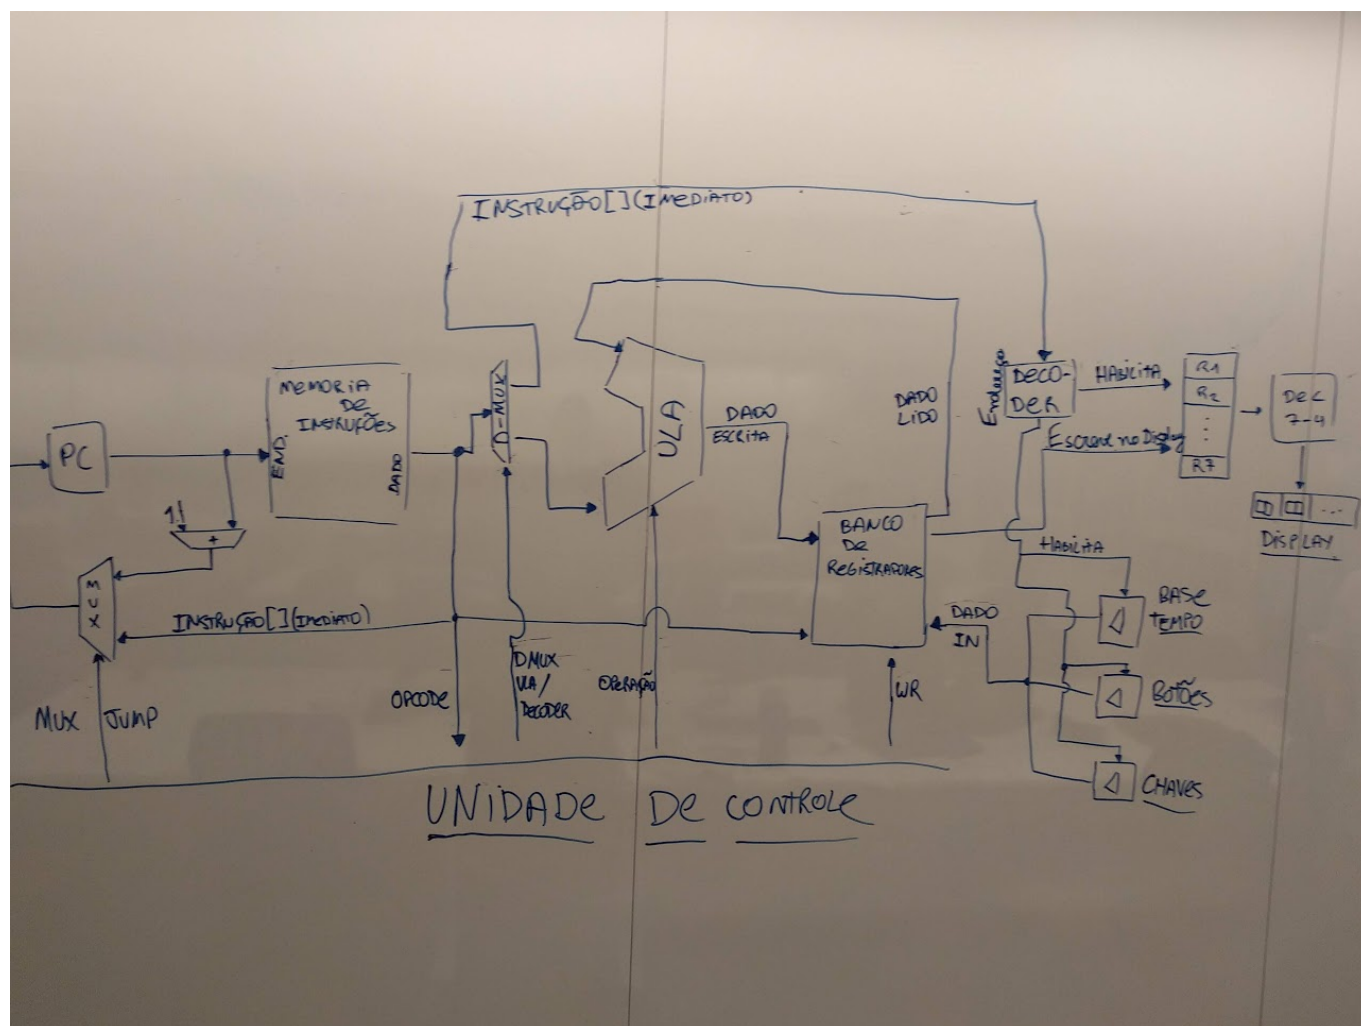 INSTRUÇÃO[](IMEDIATO)
MEMORIA
DE
INSTRUÇÕES
END.
DADO
PC
1
+
MUX
INSTRUÇÃO[](IMEDIATO)
MUX JUMP
D-MUX
ULA
DADO
ESCRITA
DADO
LIDO
BANCO
DE
REGISTRADORES
DADO
IN
WR
OPCODE
DMUX
ULA/
DECODER
OPERAÇÃO
Endereço
DECO-
DER
HABILITA
Escreve no Display
R1
R2
R7
DEC
7-4
DISPLAY
HABILITA
BASE
TEMPO
BOTÕES
CHAVES
UNIDADE DE CONTROLE